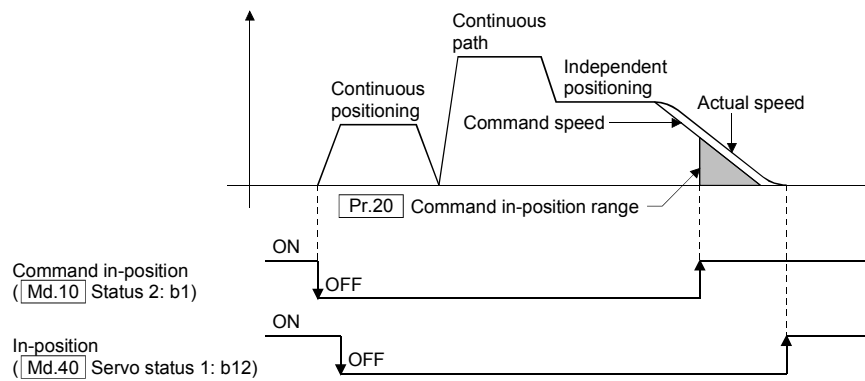 Continuous
path
Continuous
positioning
Independent
positioning
Actual speed
Command speed
Pr.20 Command in-position range
ON
Command in-position
( Md.10 Status 2: b1)
OFF
ON
In-position
( Md.40 Servo status 1: b12)
OFF